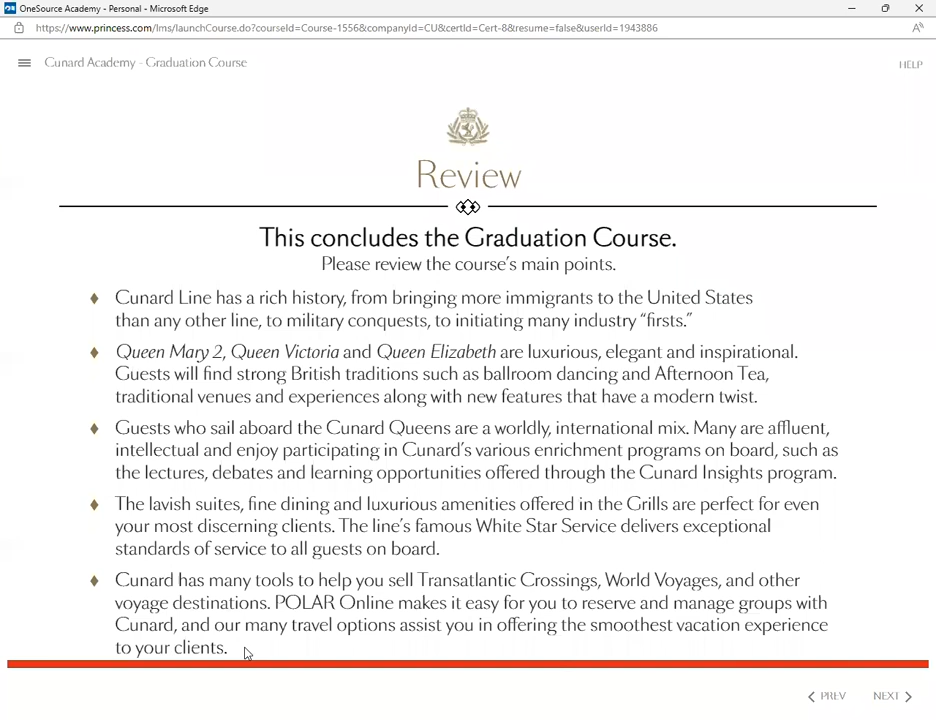 OneSource Academy - Personal - Microsoft Edge
https://www.princess.com/lms/launchCourse.do?courseId=Course-1556&companyId=CU&certId=Cert-8&resume=false&userId=1943886
Cunard Academy - Graduation Course
HELP
Review
This concludes the Graduation Course.
Please review the course's main points.
Cunard Line has a rich history, from bringing more immigrants to the United States
than any other line, to military conquests, to initiating many industry “firsts.”
Queen Mary 2, Queen Victoria and Queen Elizabeth are luxurious, elegant and inspirational.
Guests will find strong British traditions such as ballroom dancing and Afternoon Tea,
traditional venues and experiences along with new features that have a modern twist.
Guests who sail aboard the Cunard Queens are a worldly, international mix. Many are affluent,
intellectual and enjoy participating in Cunard's various enrichment programs on board, such as
the lectures, debates and learning opportunities offered through the Cunard Insights program.
The lavish suites, fine dining and luxurious amenities offered in the Grills are perfect for even
your most discerning clients. The line's famous White Star Service delivers exceptional
standards of service to all guests on board.
Cunard has many tools to help you sell Transatlantic Crossings, World Voyages, and other
voyage destinations. POLAR Online makes it easy for you to reserve and manage groups with
Cunard, and our many travel options assist you in offering the smoothest vacation experience
to your clients.
PREV
NEXT